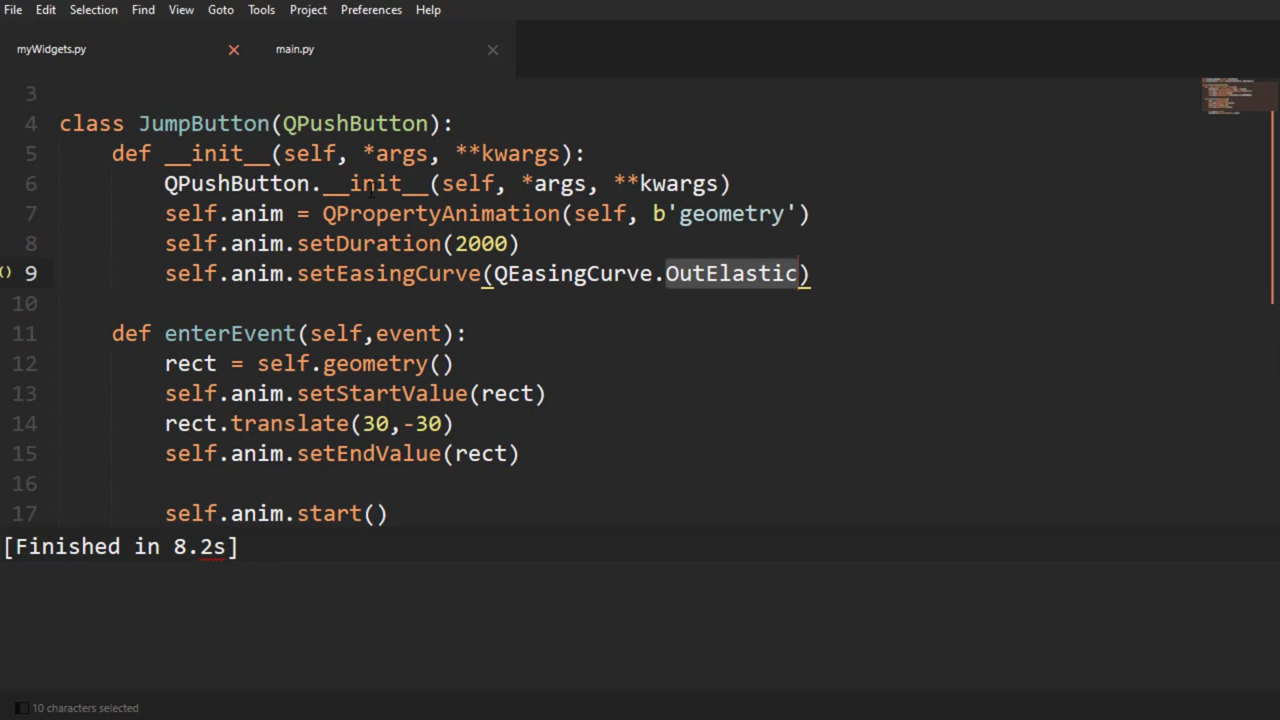 File Edit Selection Find View Goto Tools Project Preferences Help
myWidgets.py main.py
3
4 class JumpButton(QPushButton):
5 def __init__(self, *args, **kwargs):
6 QPushButton.__init__(self, *args, **kwargs)
7 self.anim = QPropertyAnimation(self, b'geometry')
8 self.anim.setDuration(2000)
9 self.anim.setEasingCurve(QEasingCurve.OutElastic)
10
11 def enterEvent(self,event):
12 rect = self.geometry()
13 self.anim.setStartValue(rect)
14 rect.translate(30,-30)
15 self.anim.setEndValue(rect)
16
17 self.anim.start()
[Finished in 8.2s]
10 characters selected